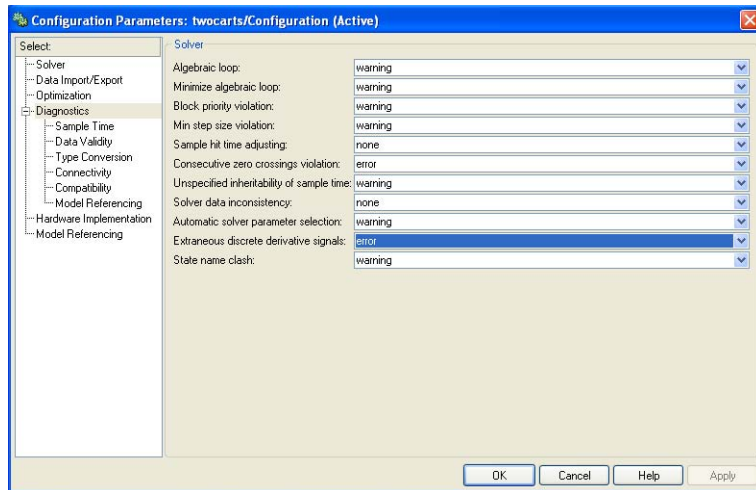 Configuration Parameters: twocarts/Configuration (Active)
Select:
Solver
Data Import/Export
Optimization
Diagnostics
Sample Time
Data Validity
Type Conversion
Connectivity
Compatibility
Model Referencing
Hardware Implementation
Model Referencing
Solver
Algebraic loop: warning
Minimize algebraic loop: warning
Block priority violation: warning
Min step size violation: warning
Sample hit time adjusting: none
Consecutive zero crossings violation: error
Unspecified inheritability of sample time: warning
Solver data inconsistency: none
Automatic solver parameter selection: warning
Extraneous discrete derivative signals: error
State name clash: warning
OK Cancel Help Apply